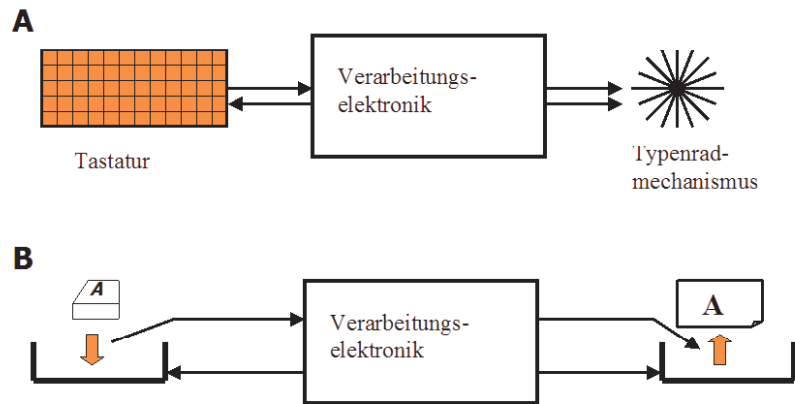 A
Verarbeitungs-
elektronik
Tastatur
Typenrad-
mechanismus
B
A
Verarbeitungs-
elektronik
A